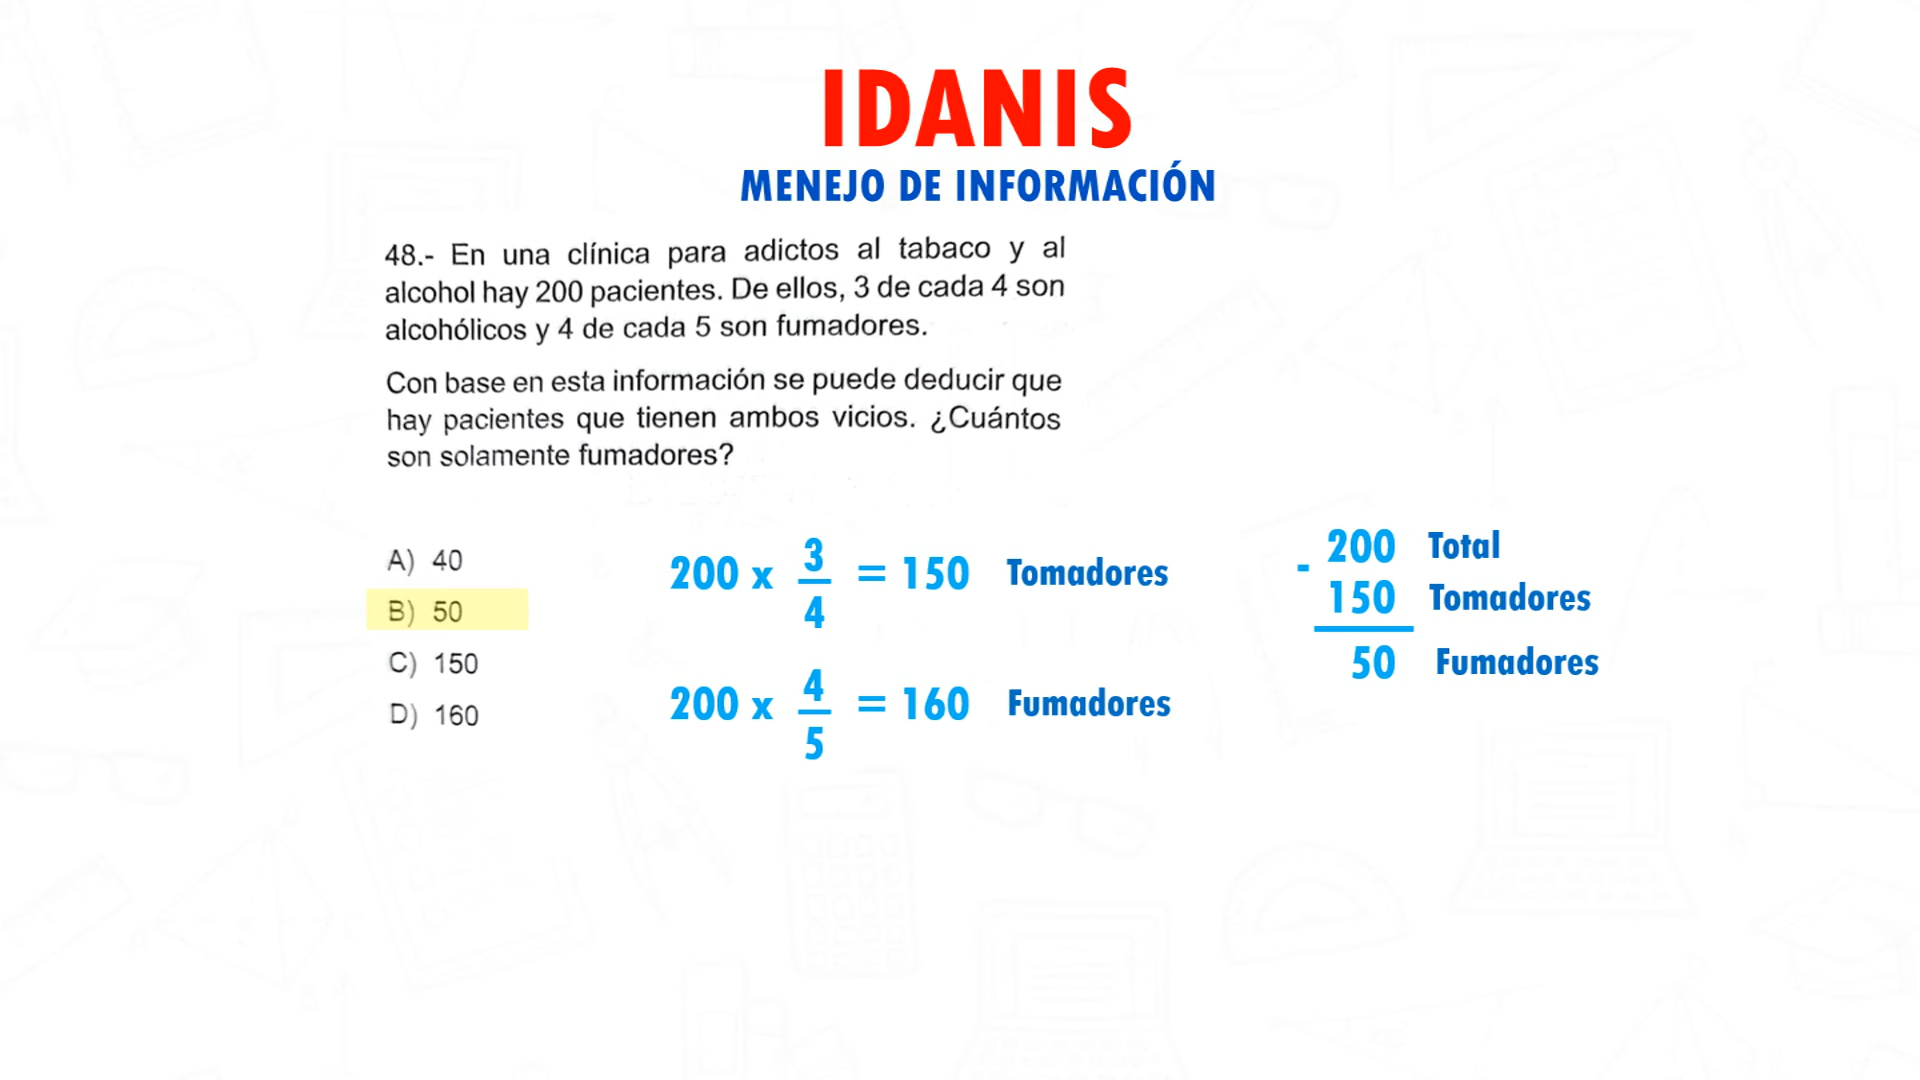 IDANIS
MENEJO DE INFORMACIÓN
48.- En una clínica para adictos al tabaco y al
alcohol hay 200 pacientes. De ellos, 3 de cada 4 son
alcohólicos y 4 de cada 5 son fumadores.
Con base en esta información se puede deducir que
hay pacientes que tienen ambos vicios. ¿Cuántos
son solamente fumadores?
A) 40
B) 50
C) 150
D) 160
200 x 3/4 = 150 Tomadores
200 x 4/5 = 160 Fumadores
200 Total
- 150 Tomadores
50 Fumadores